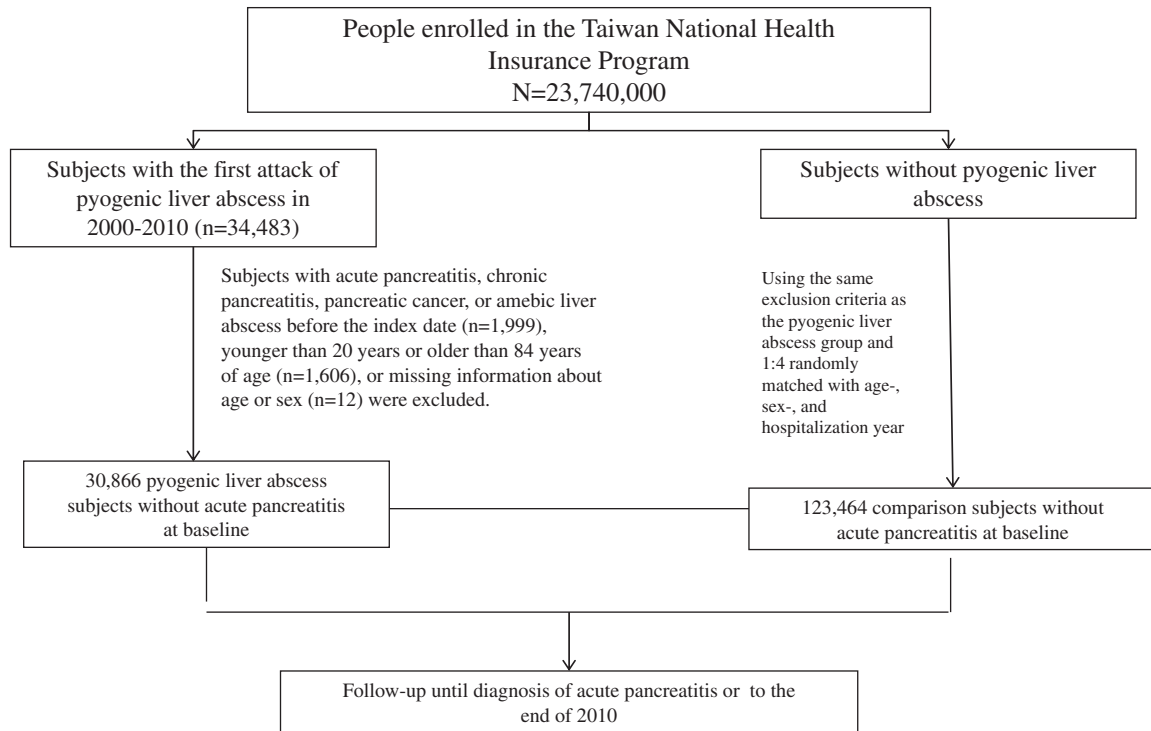 People enrolled in the Taiwan National Health
Insurance Program
N=23,740,000
Subjects with the first attack of
pyogenic liver abscess in
2000-2010 (n=34,483)
Subjects without pyogenic liver
abscess
Subjects with acute pancreatitis, chronic
pancreatitis, pancreatic cancer, or amebic liver
abscess before the index date (n=1,999),
younger than 20 years or older than 84 years
of age (n=1,606), or missing information about
age or sex (n=12) were excluded.
Using the same
exclusion criteria as
the pyogenic liver
abscess group and
1:4 randomly
matched with age-,
sex-, and
hospitalization year
30,866 pyogenic liver abscess
subjects without acute pancreatitis
at baseline
123,464 comparison subjects without
acute pancreatitis at baseline
Follow-up until diagnosis of acute pancreatitis or to the
end of 2010